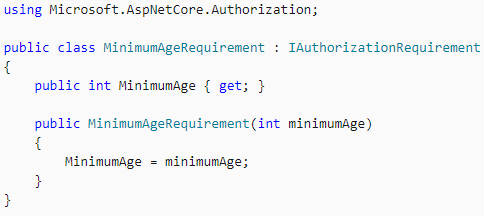 using Microsoft.AspNetCore.Authorization;
public class MinimumAgeRequirement : IAuthorizationRequirement
{
    public int MinimumAge { get; }
    public MinimumAgeRequirement(int minimumAge)
    {
        MinimumAge = minimumAge;
    }
}